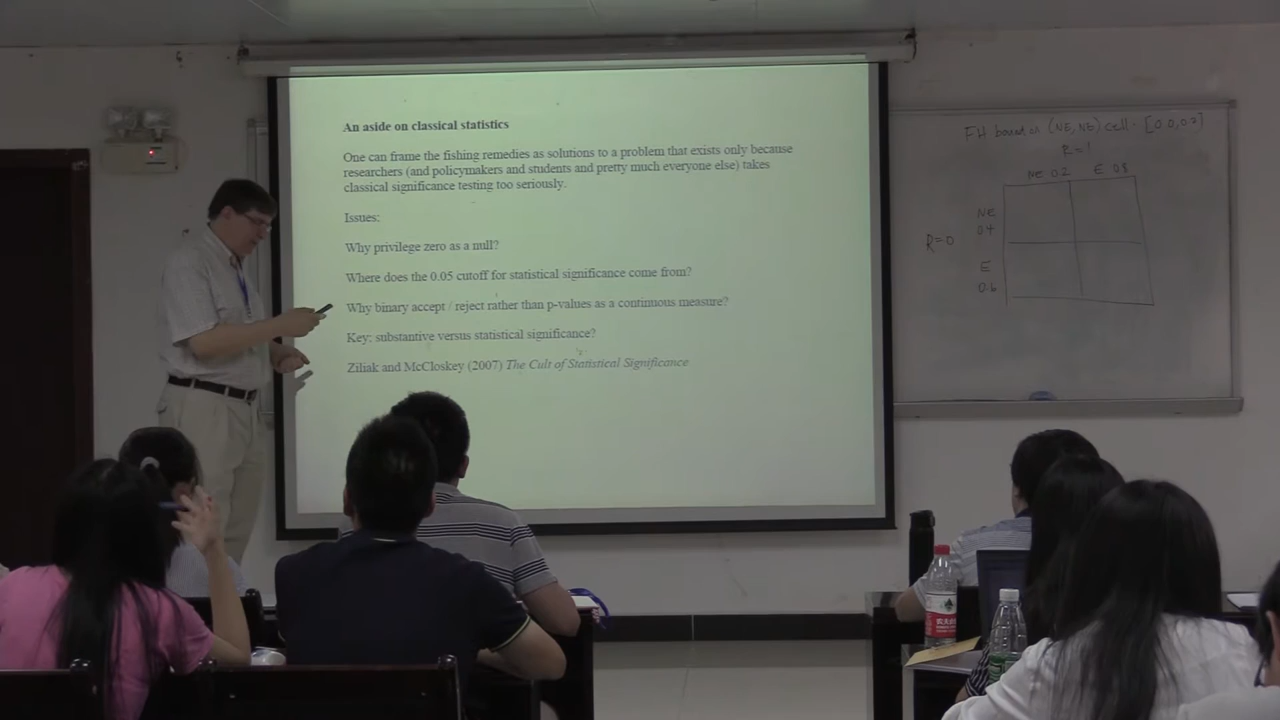 An aside on classical statistics
One can frame the fishing remedies as solutions to a problem that exists only because
researchers (and policymakers and students and pretty much everyone else) takes
classical significance testing too seriously.
Issues:
Why privilege zero as a null?
Where does the 0.05 cutoff for statistical significance come from?
Why binary accept / reject rather than p-values as a continuous measure?
Key: substantive versus statistical significance?
Ziliak and McCloskey (2007) The Cult of Statistical Significance
FH bound (NE, NE) cell
R=1
NE 0.2 E 0.8
NE
0.4
R=0
E
0.6
农夫山泉